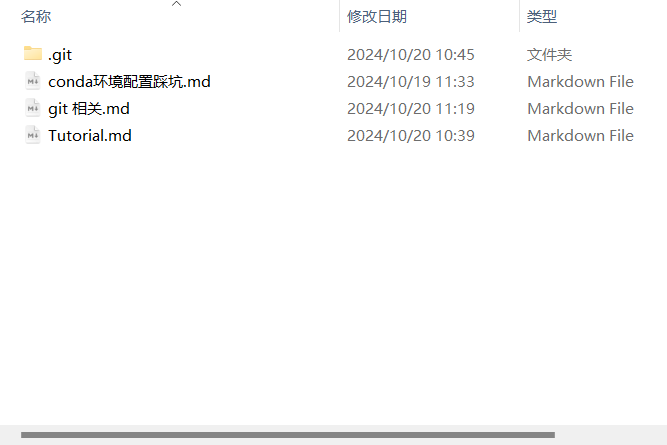 名称 修改日期 类型
.git 2024/10/20 10:45 文件夹
conda环境配置踩坑.md 2024/10/19 11:33 Markdown File
git 相关.md 2024/10/20 11:19 Markdown File
Tutorial.md 2024/10/20 10:39 Markdown File